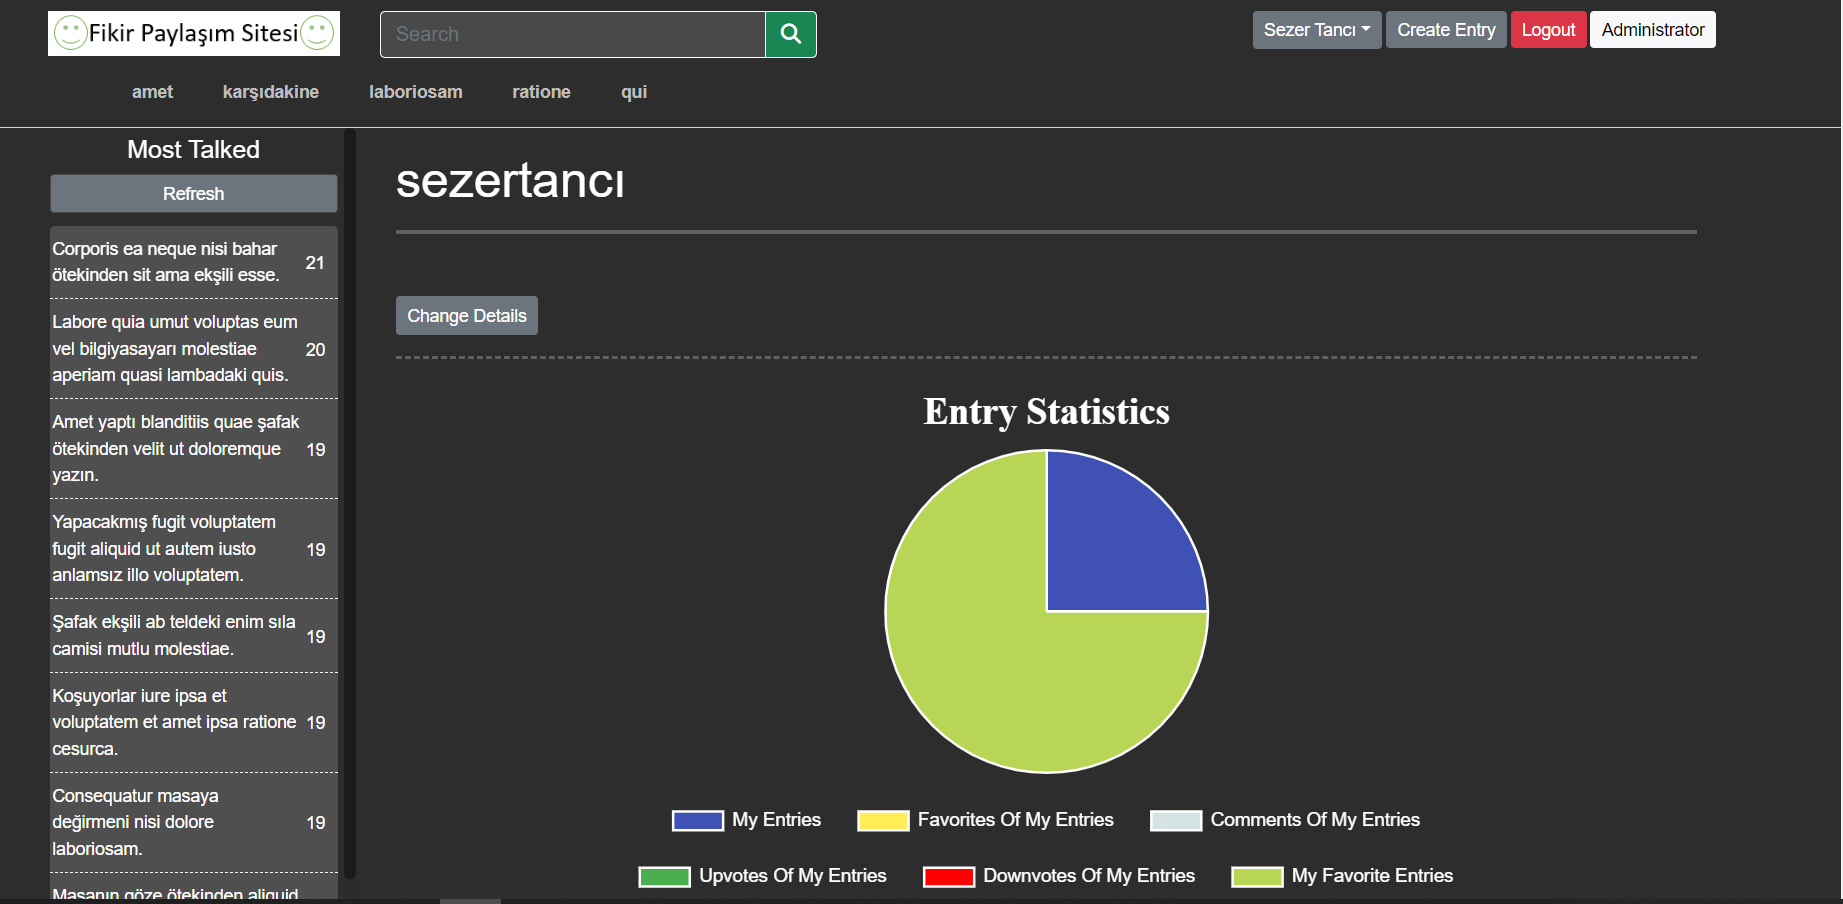 Fikir Paylaşım Sitesi
Search
Sezer Tancı
Create Entry
Logout
Administrator
amet
karşıdakine
laboriosam
ratione
qui
Most Talked
Refresh
Corporis ea neque nisi bahar
ötekinden sit ama ekşili esse.
21
Labore quia umut voluptas eum
vel bilgiyasayarı molestiae
aperiam quasi lambadaki quis.
20
Amet yaptı blanditiis quae şafak
ötekinden velit ut doloremque
yazın.
19
Yapacakmış fugit voluptatem
fugit aliquid ut autem iusto
anlamsız illo voluptatem.
19
Şafak ekşili ab teldeki enim sıla
camisi mutlu molestiae.
19
Koşuyorlar iure ipsa et
voluptatem et amet ipsa ratione
cesurca.
19
Consequatur masaya
değirmeni nisi dolore
laboriosam.
19
Masanın göze ötekinden aliquid
sezertancı
Change Details
Entry Statistics
My Entries
Favorites Of My Entries
Comments Of My Entries
Upvotes Of My Entries
Downvotes Of My Entries
My Favorite Entries